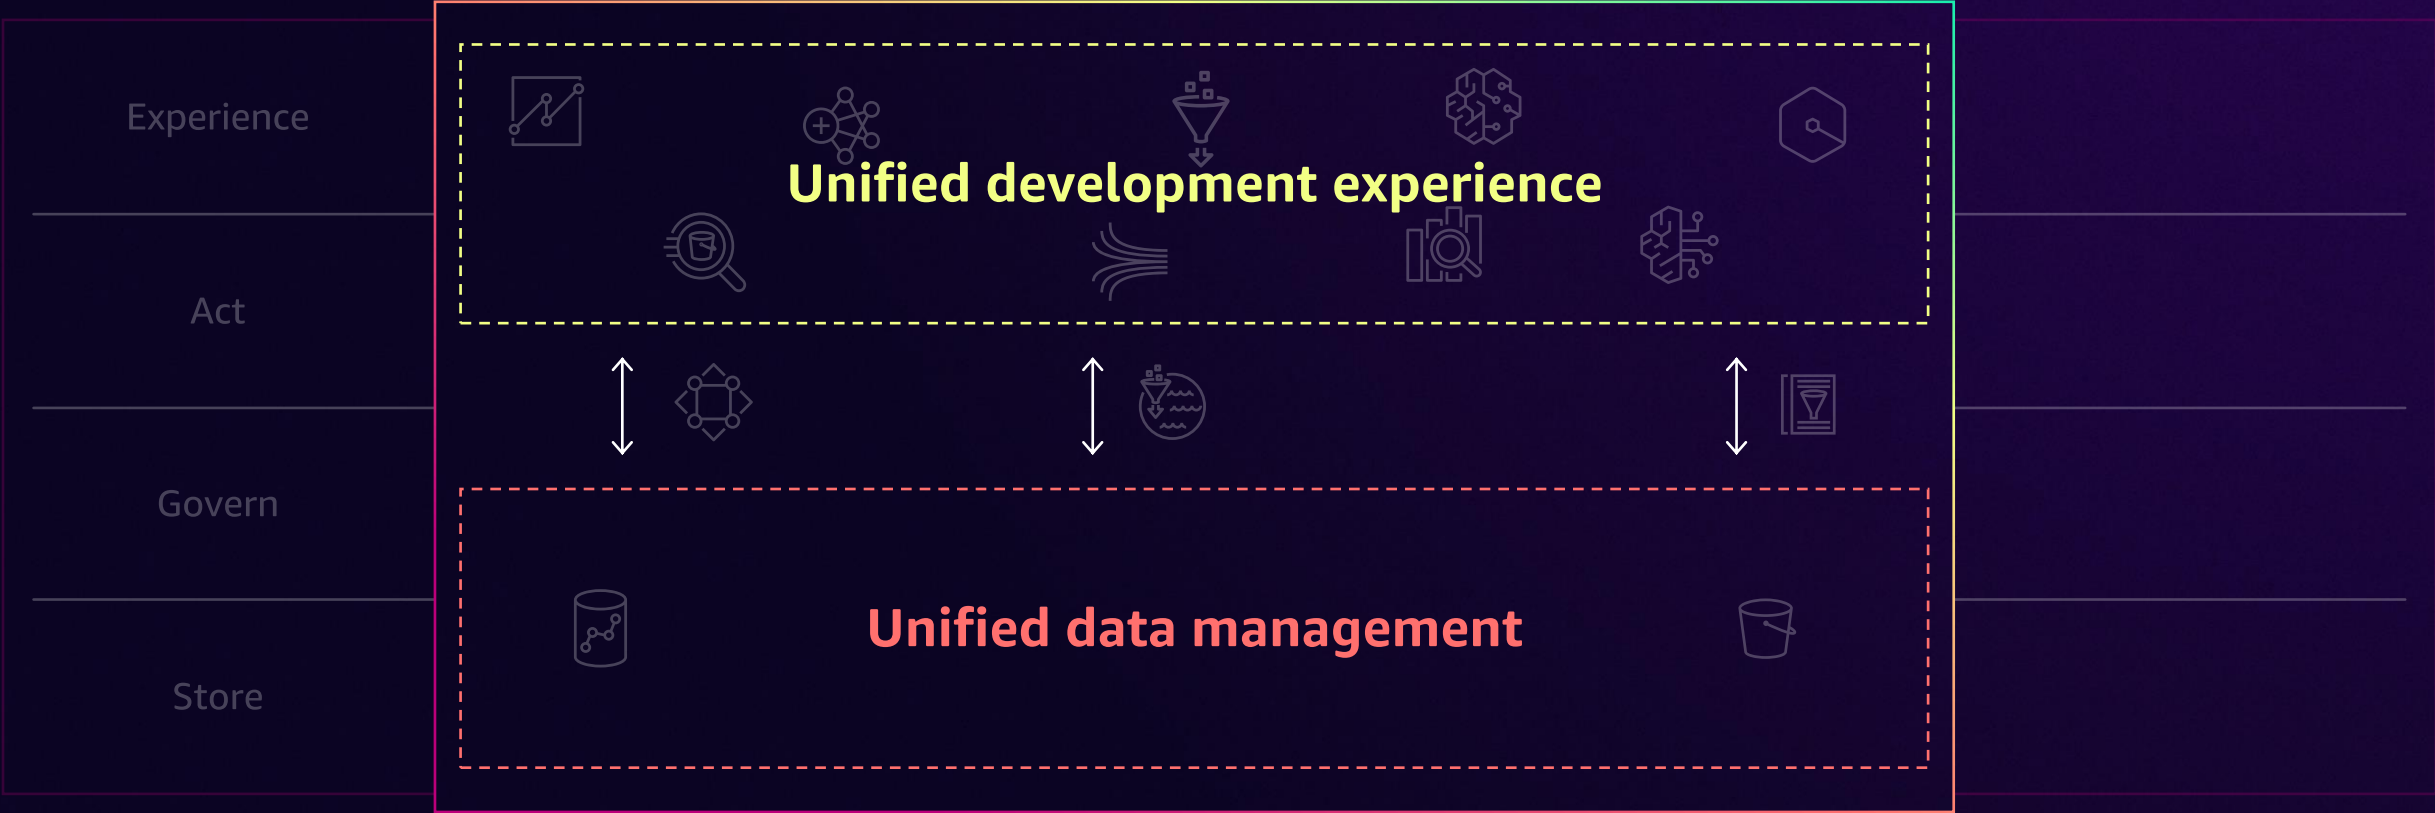 Experience
Unified development experience
Act
Govern
Unified data management
Store